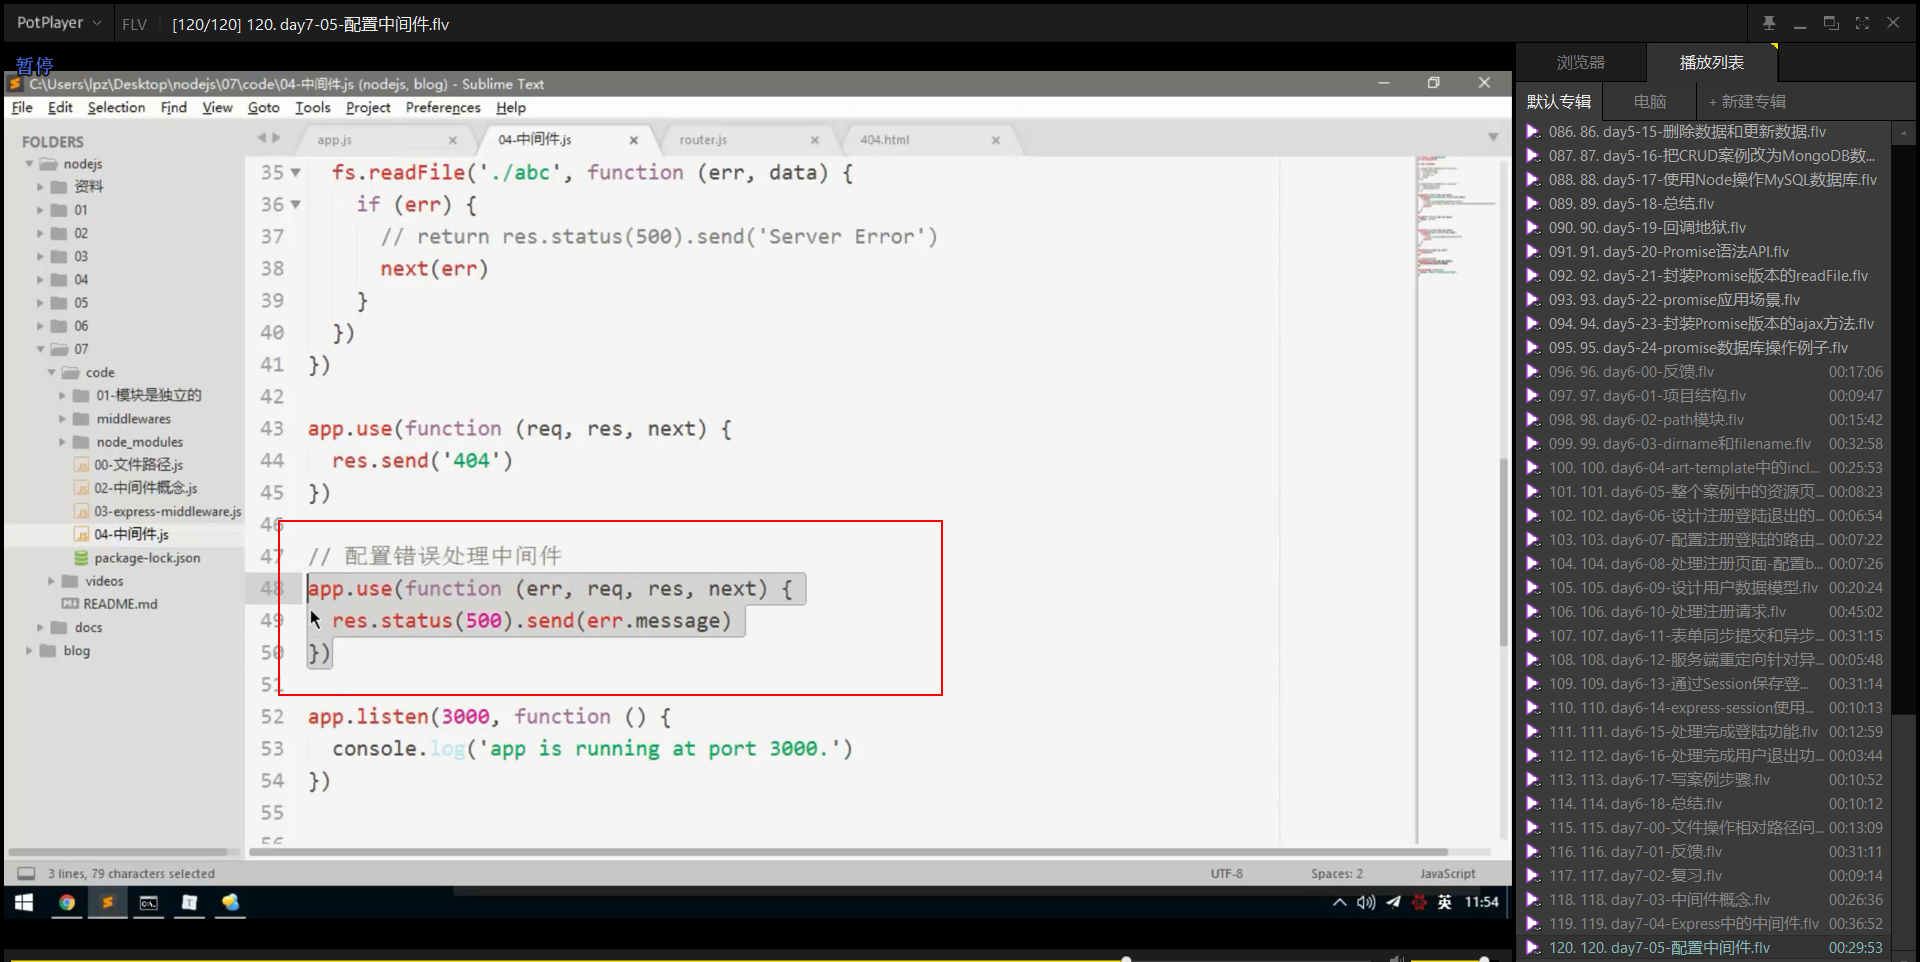 PotPlayer
FLV
[120/120] 120. day7-05-配置中间件.flv
暂停
C:\Users\lpz\Desktop\nodejs\07\code\04-中间件.js (nodejs, blog) - Sublime Text
File Edit Selection Find View Goto Tools Project Preferences Help
FOLDERS
nodejs
资料
01
02
03
04
05
06
07
code
01-模块是独立的
middlewares
node_modules
00-文件路径.js
02-中间件概念.js
03-express-middleware.js
04-中间件.js
package-lock.json
videos
README.md
docs
blog
app.js 04-中间件.js router.js 404.html
35 fs.readFile('./abc', function (err, data) {
36 if (err) {
37 // return res.status(500).send('Server Error')
38 next(err)
39 }
40 })
41 })
42
43 app.use(function (req, res, next) {
44 res.send('404')
45 })
46
47 // 配置错误处理中间件
48 app.use(function (err, req, res, next) {
49 res.status(500).send(err.message)
50 })
51
52 app.listen(3000, function () {
53 console.log('app is running at port 3000.')
54 })
55
56
3 lines, 79 characters selected
UTF-8 Spaces: 2 JavaScript
英 11:54
浏览器 播放列表
默认专辑 电脑 + 新建专辑
086. 86. day5-15-删除数据和更新数据.flv
087. 87. day5-16-把CRUD案例改为MongoDB数...
088. 88. day5-17-使用Node操作MySQL数据库.flv
089. 89. day5-18-总结.flv
090. 90. day5-19-回调地狱.flv
091. 91. day5-20-Promise语法API.flv
092. 92. day5-21-封装Promise版本的readFile.flv
093. 93. day5-22-promise应用场景.flv
094. 94. day5-23-封装Promise版本的ajax方法.flv
095. 95. day5-24-promise数据库操作例子.flv
096. 96. day6-00-反馈.flv 00:17:06
097. 97. day6-01-项目结构.flv 00:09:47
098. 98. day6-02-path模块.flv 00:15:42
099. 99. day6-03-dirname和filename.flv 00:32:58
100. 100. day6-04-art-template中的incl... 00:25:53
101. 101. day6-05-整个案例中的资源页... 00:08:23
102. 102. day6-06-设计注册登陆退出的... 00:06:54
103. 103. day6-07-配置注册登陆的路由... 00:07:22
104. 104. day6-08-处理注册页面-配置b... 00:07:26
105. 105. day6-09-设计用户数据模型.flv 00:20:24
106. 106. day6-10-处理注册请求.flv 00:45:02
107. 107. day6-11-表单同步提交和异步... 00:31:15
108. 108. day6-12-服务端重定向针对异... 00:05:48
109. 109. day6-13-通过Session保存登... 00:31:14
110. 110. day6-14-express-session使用... 00:10:13
111. 111. day6-15-处理完成登陆功能.flv 00:12:59
112. 112. day6-16-处理完成用户退出功... 00:03:44
113. 113. day6-17-写案例步骤.flv 00:10:52
114. 114. day6-18-总结.flv 00:10:12
115. 115. day7-00-文件操作相对路径问... 00:13:09
116. 116. day7-01-反馈.flv 00:31:11
117. 117. day7-02-复习.flv 00:09:14
118. 118. day7-03-中间件概念.flv 00:26:36
119. 119. day7-04-Express中的中间件.flv 00:36:52
120. 120. day7-05-配置中间件.flv 00:29:53